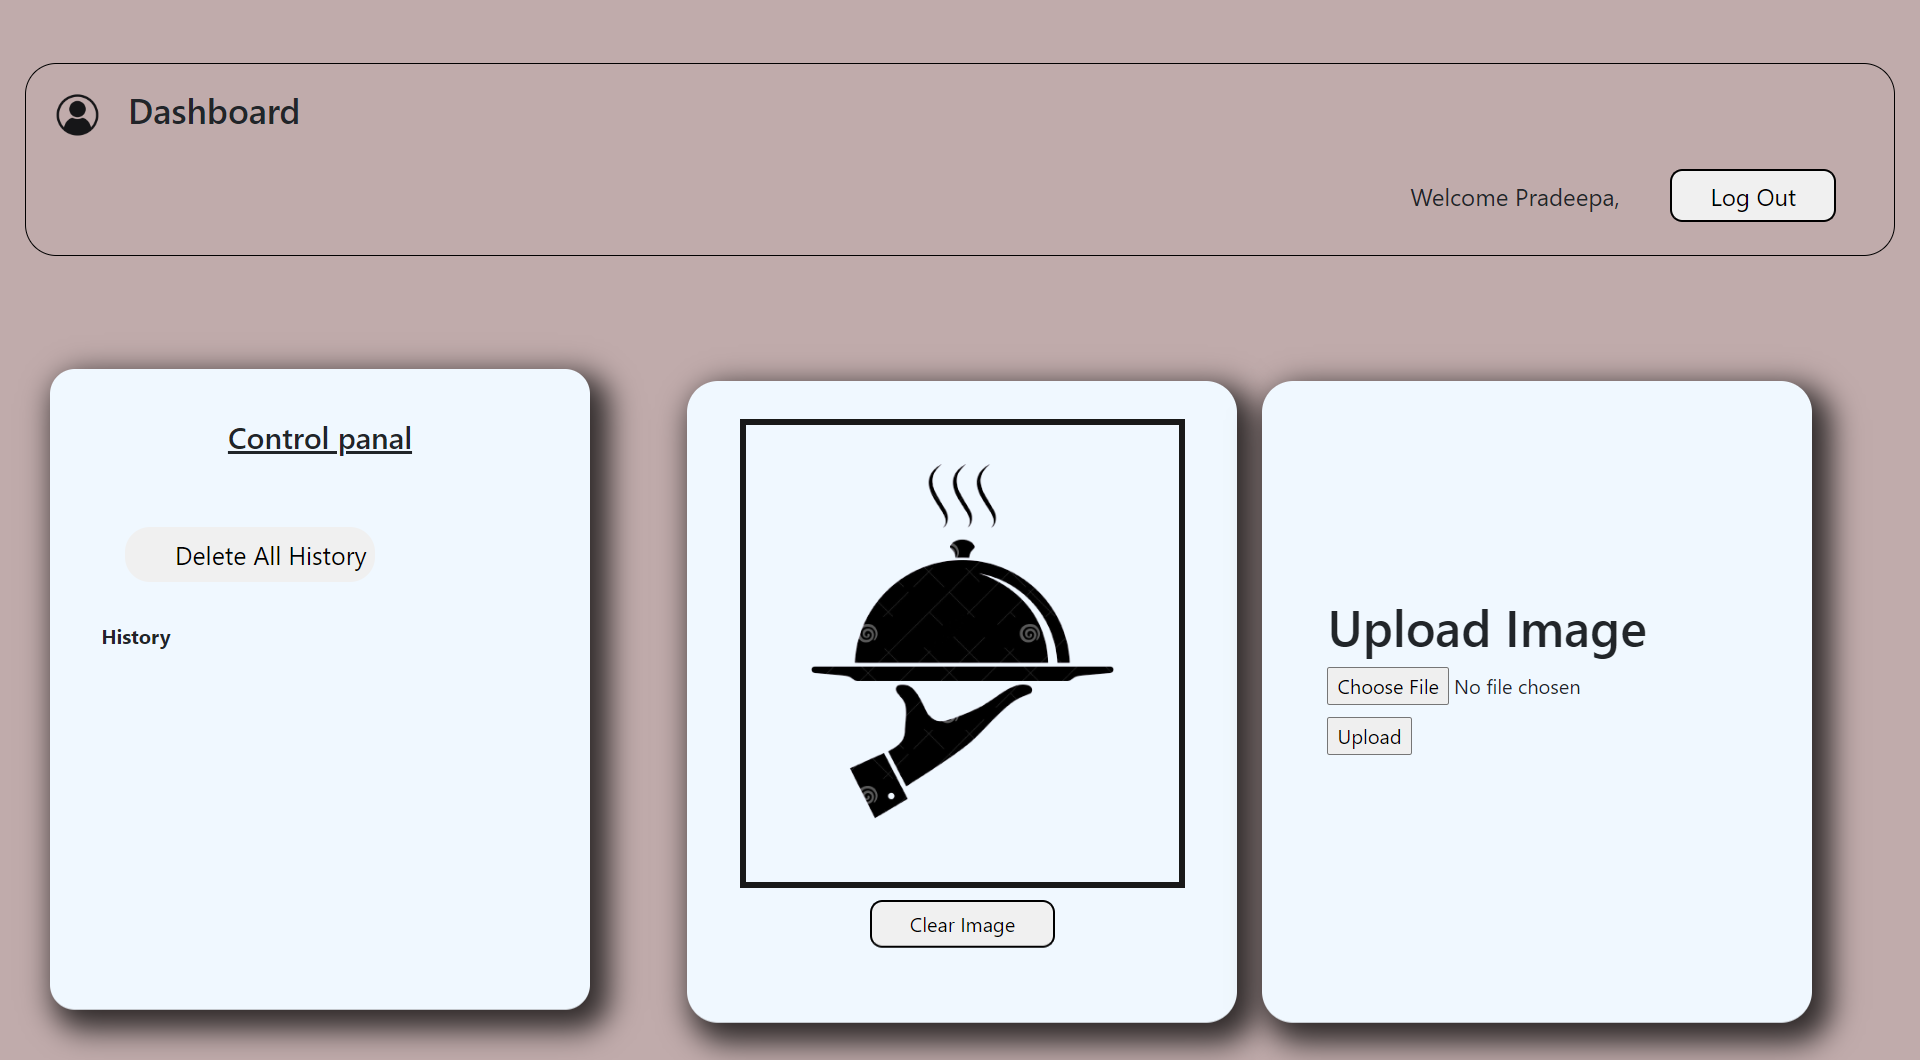 Dashboard
Welcome Pradeepa,
Log Out
Control panal
Delete All History
History
Clear Image
Upload Image
Choose File No file chosen
Upload